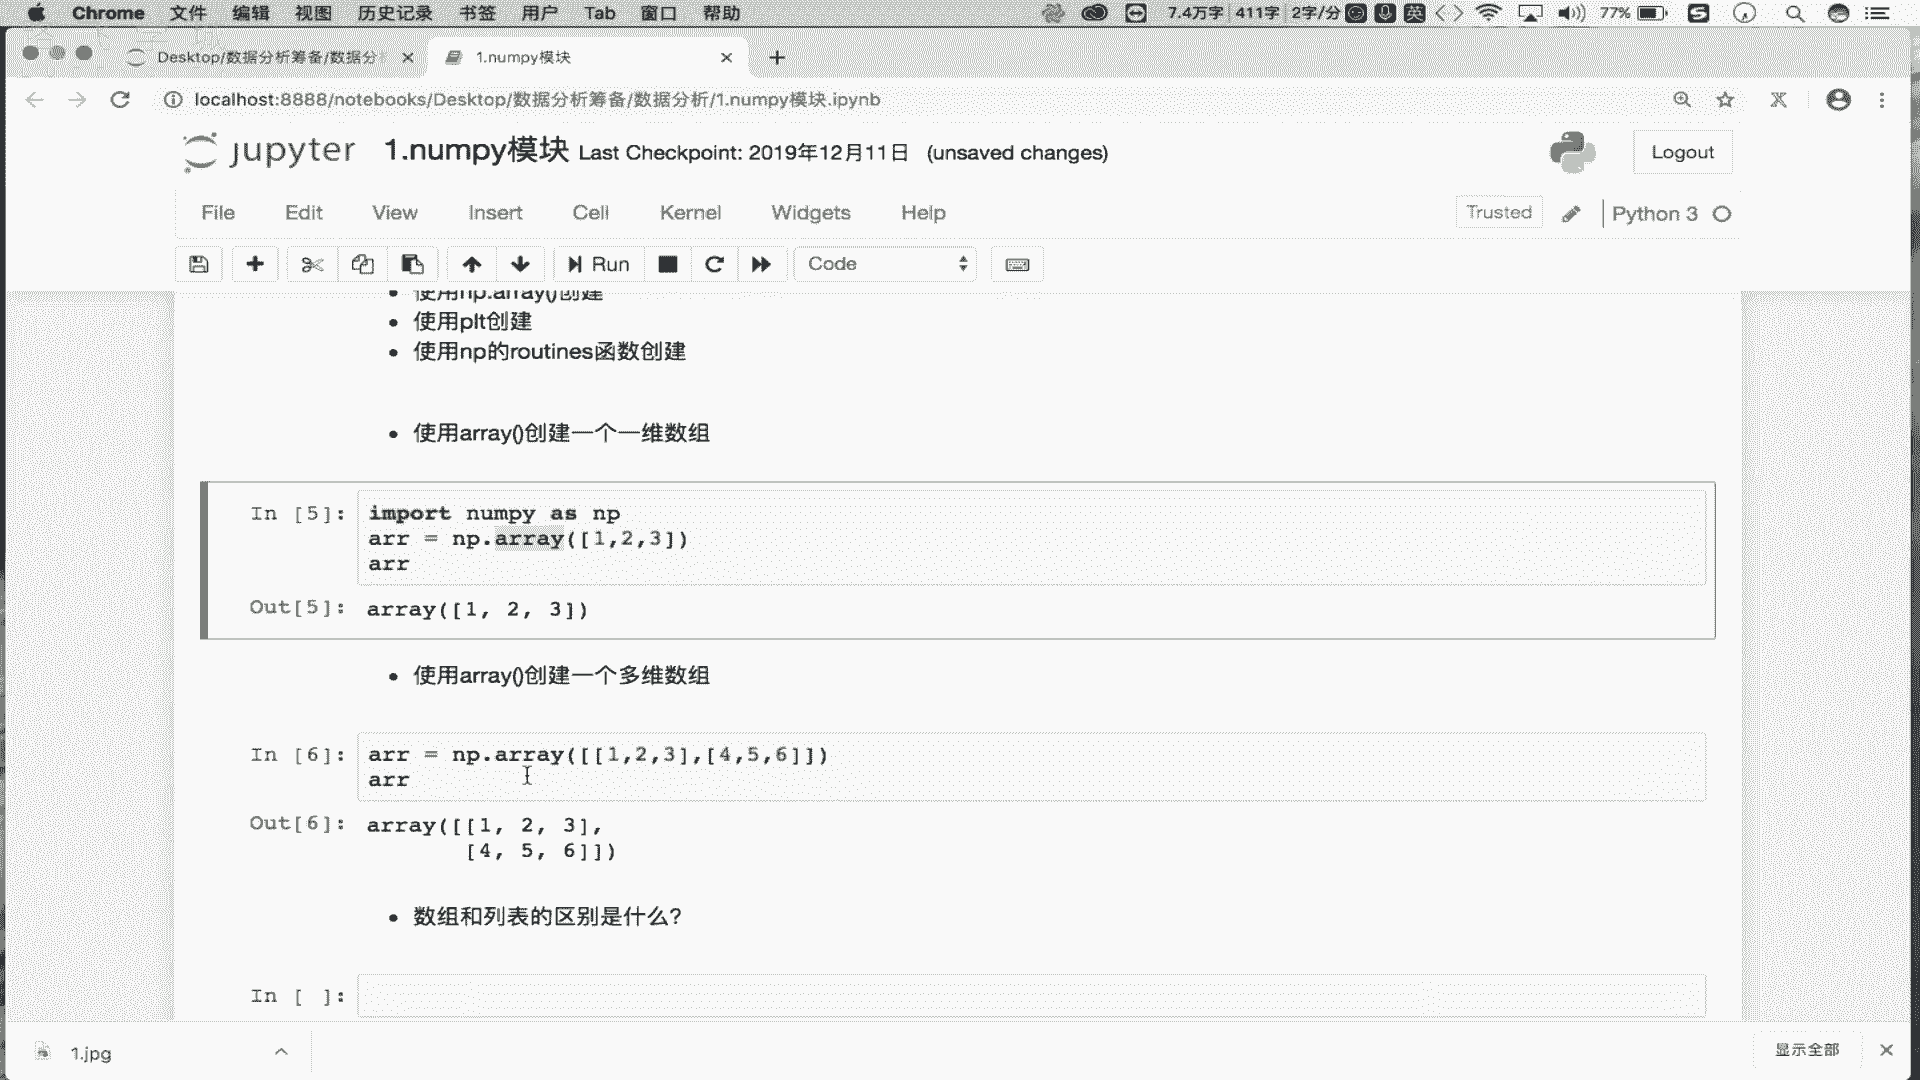 Chrome 文件 编辑 视图 历史记录 书签 用户 Tab 窗口 帮助 7.4万字 411字 2字/分 英 77%
Desktop/数据分析筹备/数据分 1.numpy模块
localhost:8888/notebooks/Desktop/数据分析筹备/数据分析/1.numpy模块.ipynb
jupyter 1.numpy模块 Last Checkpoint: 2019年12月11日 (unsaved changes) Logout
File Edit View Insert Cell Kernel Widgets Help Trusted Python 3
Run Code
使用np.array()创建
使用plt创建
使用np的routines函数创建
使用array()创建一个一维数组
In [5]: import numpy as np
arr = np.array([1,2,3])
arr
Out[5]: array([1, 2, 3])
使用array()创建一个多维数组
In [6]: arr = np.array([[1,2,3],[4,5,6]])
arr
Out[6]: array([[1, 2, 3],
[4, 5, 6]])
数组和列表的区别是什么?
In [ ]:
1.jpg 显示全部